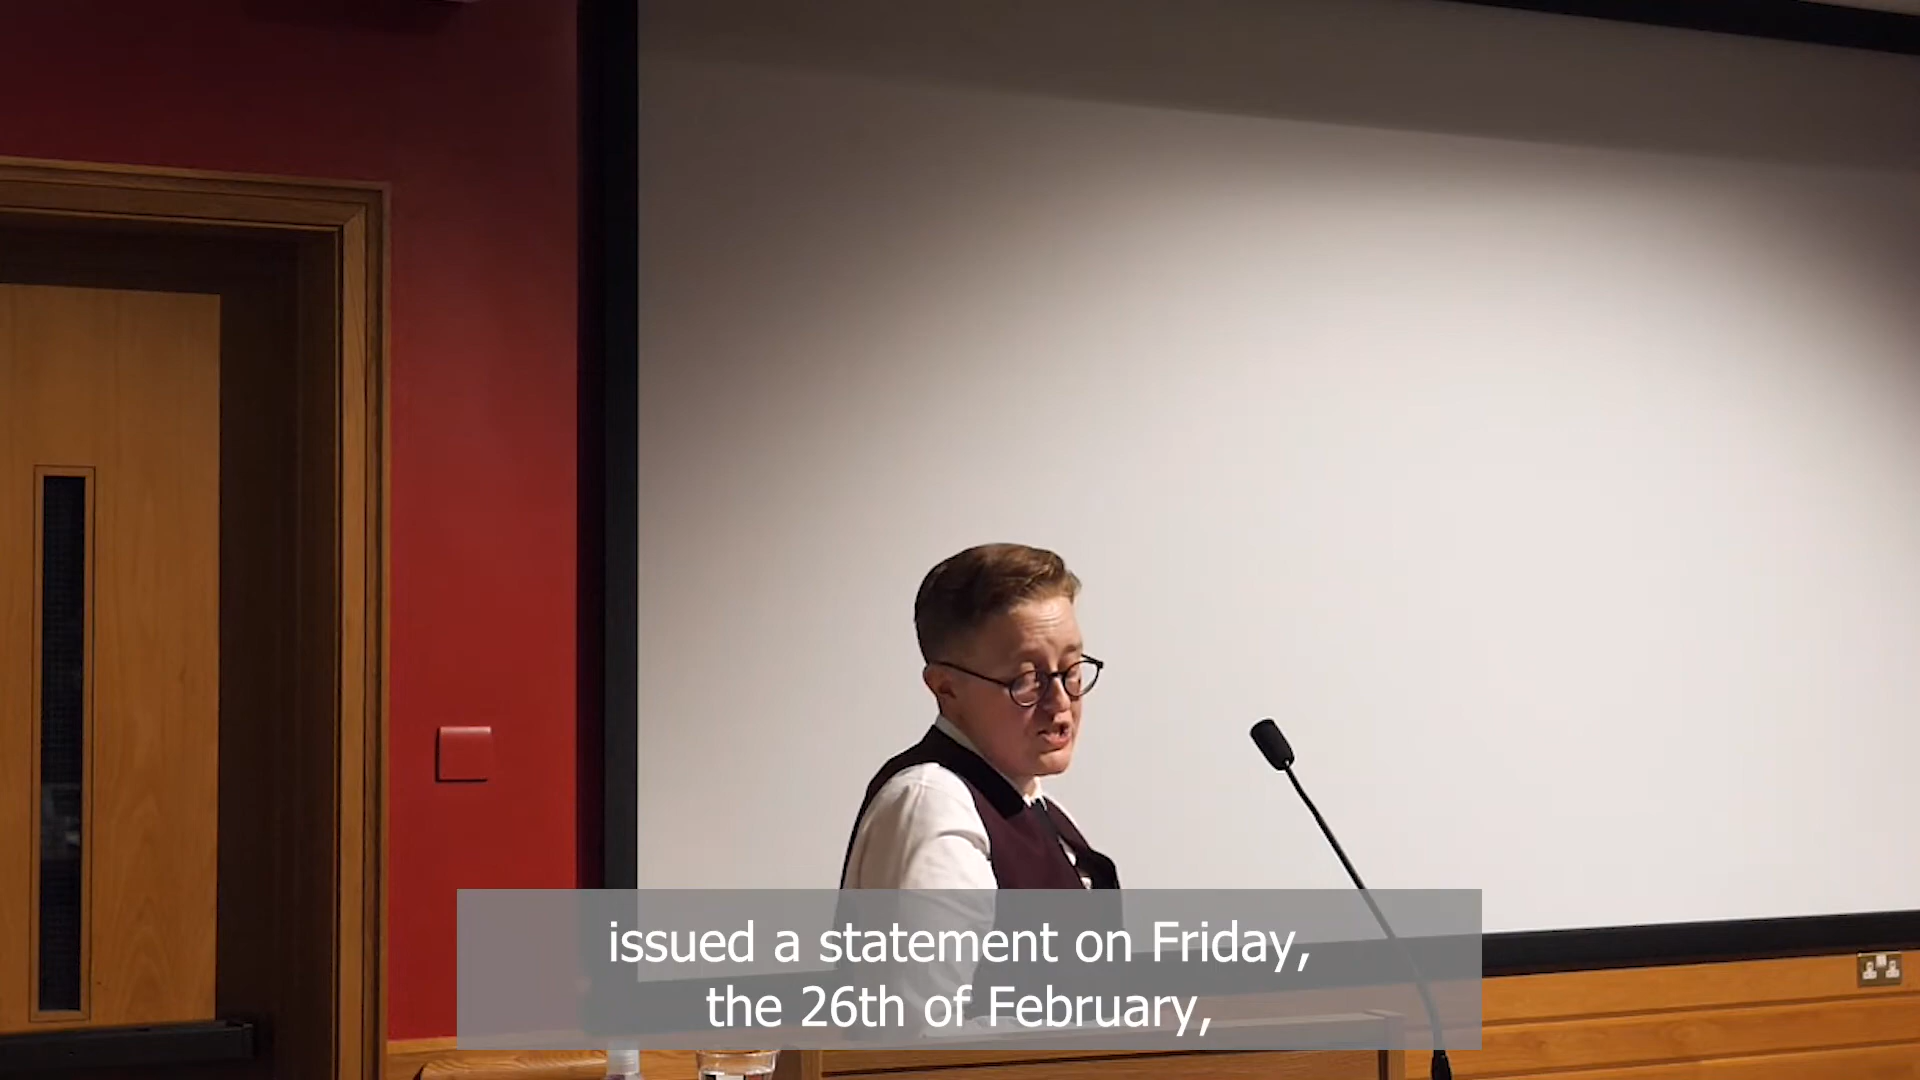 issued a statement on Friday,
the 26th of February,